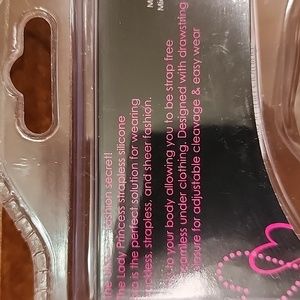 fashion secret!
Lady Princess strapless silicone
is the perfect solution for wearing
backless, strapless, and sheer fashion.
to your body allowing you to be strap free
seamless under clothing. Designed with drawstring
closure for adjustable cleavage & easy wear